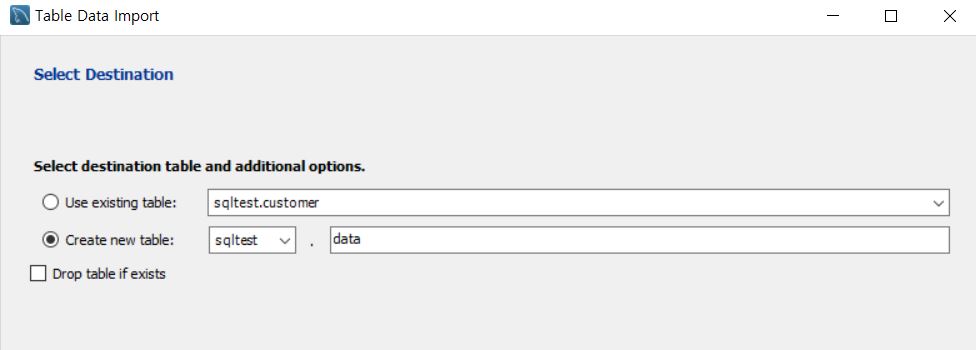 Table Data Import
Select Destination
Select destination table and additional options.
Use existing table: sqltest.customer
Create new table: sqltest . data
Drop table if exists